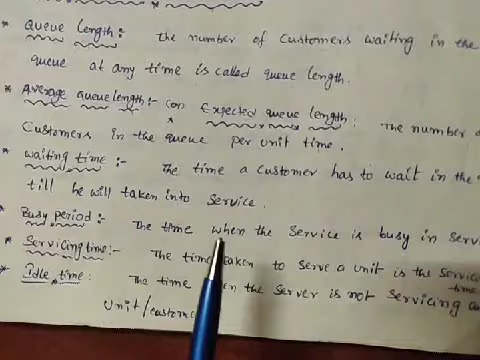 * Queue length:- The number of customers waiting in the
queue at any time is called queue length.
* Average queue length:- (or) Expected queue length: The number
customers in the queue per unit time.
* waiting time :- The time a customer has to wait in the
till he will taken into service.
* Busy period:- The time when the service is busy in
* Servicing time:- The time taken to serve a unit is the
time
* Idle time: The time the server is not servicing
unit/